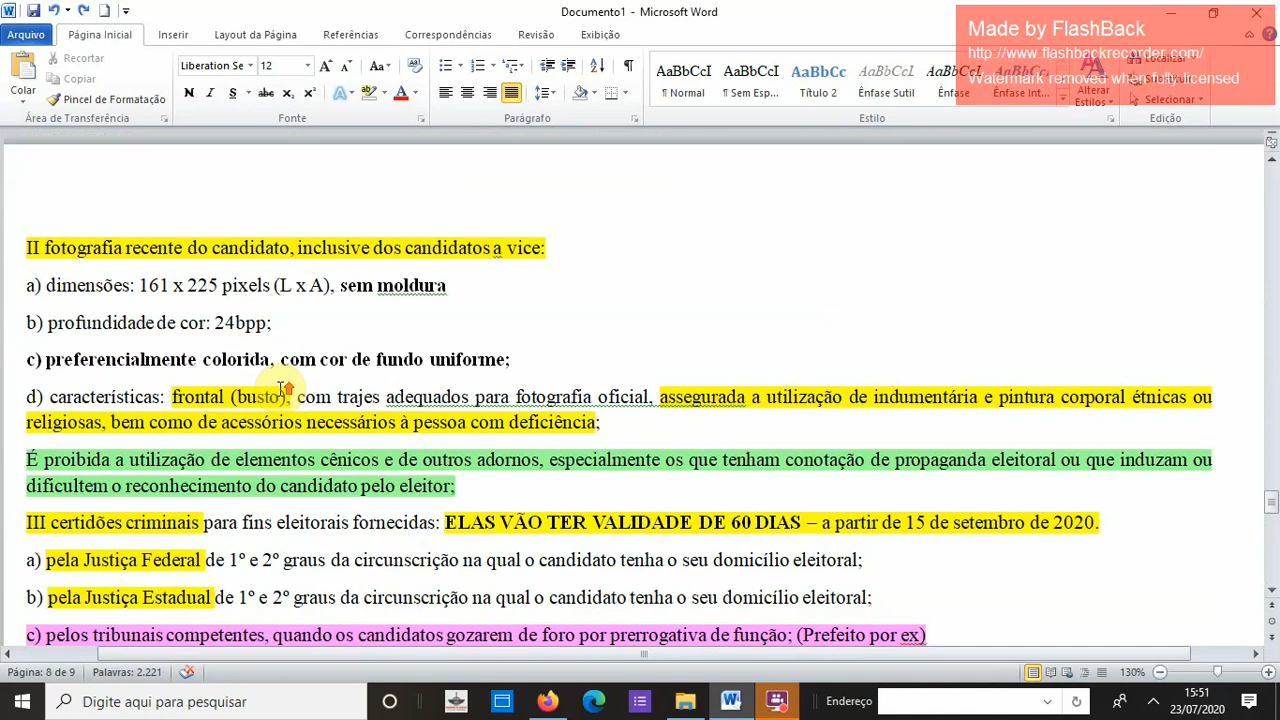 Documento1 - Microsoft Word
Made by FlashBack
http://www.flashbackrecorder.com/
Watermark removed when fully licensed
Arquivo Página Inicial Inserir Layout da Página Referências Correspondências Revisão Exibição
Recortar
Copiar
Pincel de Formatação
Colar
Área de Transferência
Liberation Se 12
N I S abc x₂ x² A Aa
Fonte
Parágrafo
AaBbCcI AaBbCcI AaBbCc AaBbCcI AaBbCcI AaBbCcI
¶ Normal ¶ Sem Esp... Título 2 Ênfase Sutil Ênfase Ênfase Int...
Alterar
Estilos
Estilo
Localizar
Selecionar
Edição
II fotografia recente do candidato, inclusive dos candidatos a vice:
a) dimensões: 161 x 225 pixels (L x A), sem moldura
b) profundidade de cor: 24bpp;
c) preferencialmente colorida, com cor de fundo uniforme;
d) características: frontal (busto), com trajes adequados para fotografia oficial, assegurada a utilização de indumentária e pintura corporal étnicas ou
religiosas, bem como de acessórios necessários à pessoa com deficiência;
É proibida a utilização de elementos cênicos e de outros adornos, especialmente os que tenham conotação de propaganda eleitoral ou que induzam ou
dificultem o reconhecimento do candidato pelo eleitor;
III certidões criminais para fins eleitorais fornecidas: ELAS VÃO TER VALIDADE DE 60 DIAS – a partir de 15 de setembro de 2020.
a) pela Justiça Federal de 1º e 2º graus da circunscrição na qual o candidato tenha o seu domicílio eleitoral;
b) pela Justiça Estadual de 1º e 2º graus da circunscrição na qual o candidato tenha o seu domicílio eleitoral;
c) pelos tribunais competentes, quando os candidatos gozarem de foro por prerrogativa de função; (Prefeito por ex)
Página: 8 de 9 Palavras: 2.221 130%
Digite aqui para pesquisar
Endereço
15:51
23/07/2020